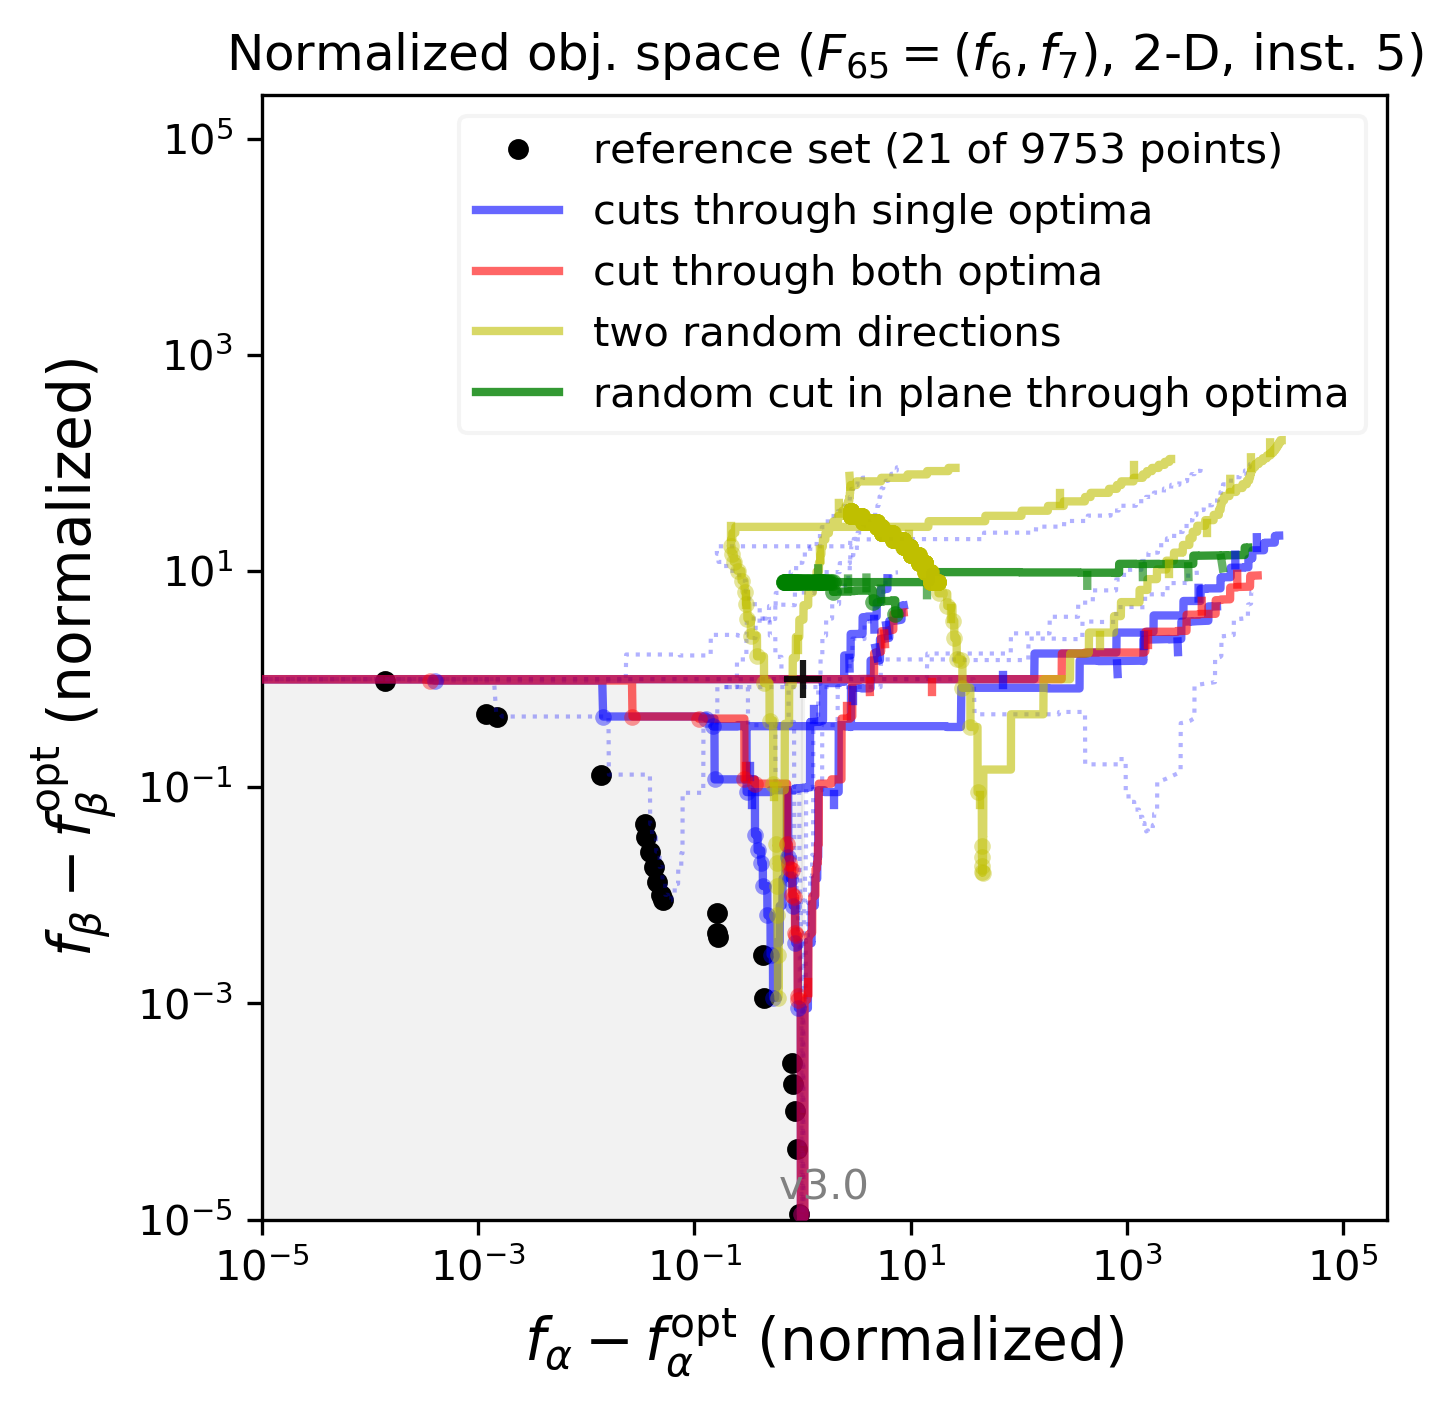 Normalized obj. space (F₆₅ = (f₆, f₇), 2-D, inst. 5)
reference set (21 of 9753 points)
cuts through single optima
cut through both optima
two random directions
random cut in plane through optima
10⁵
10³
10¹
10⁻¹
10⁻³
10⁻⁵
f_β − f_β^opt (normalized)
v3.0
10⁻⁵ 10⁻³ 10⁻¹ 10¹ 10³ 10⁵
f_α − f_α^opt (normalized)